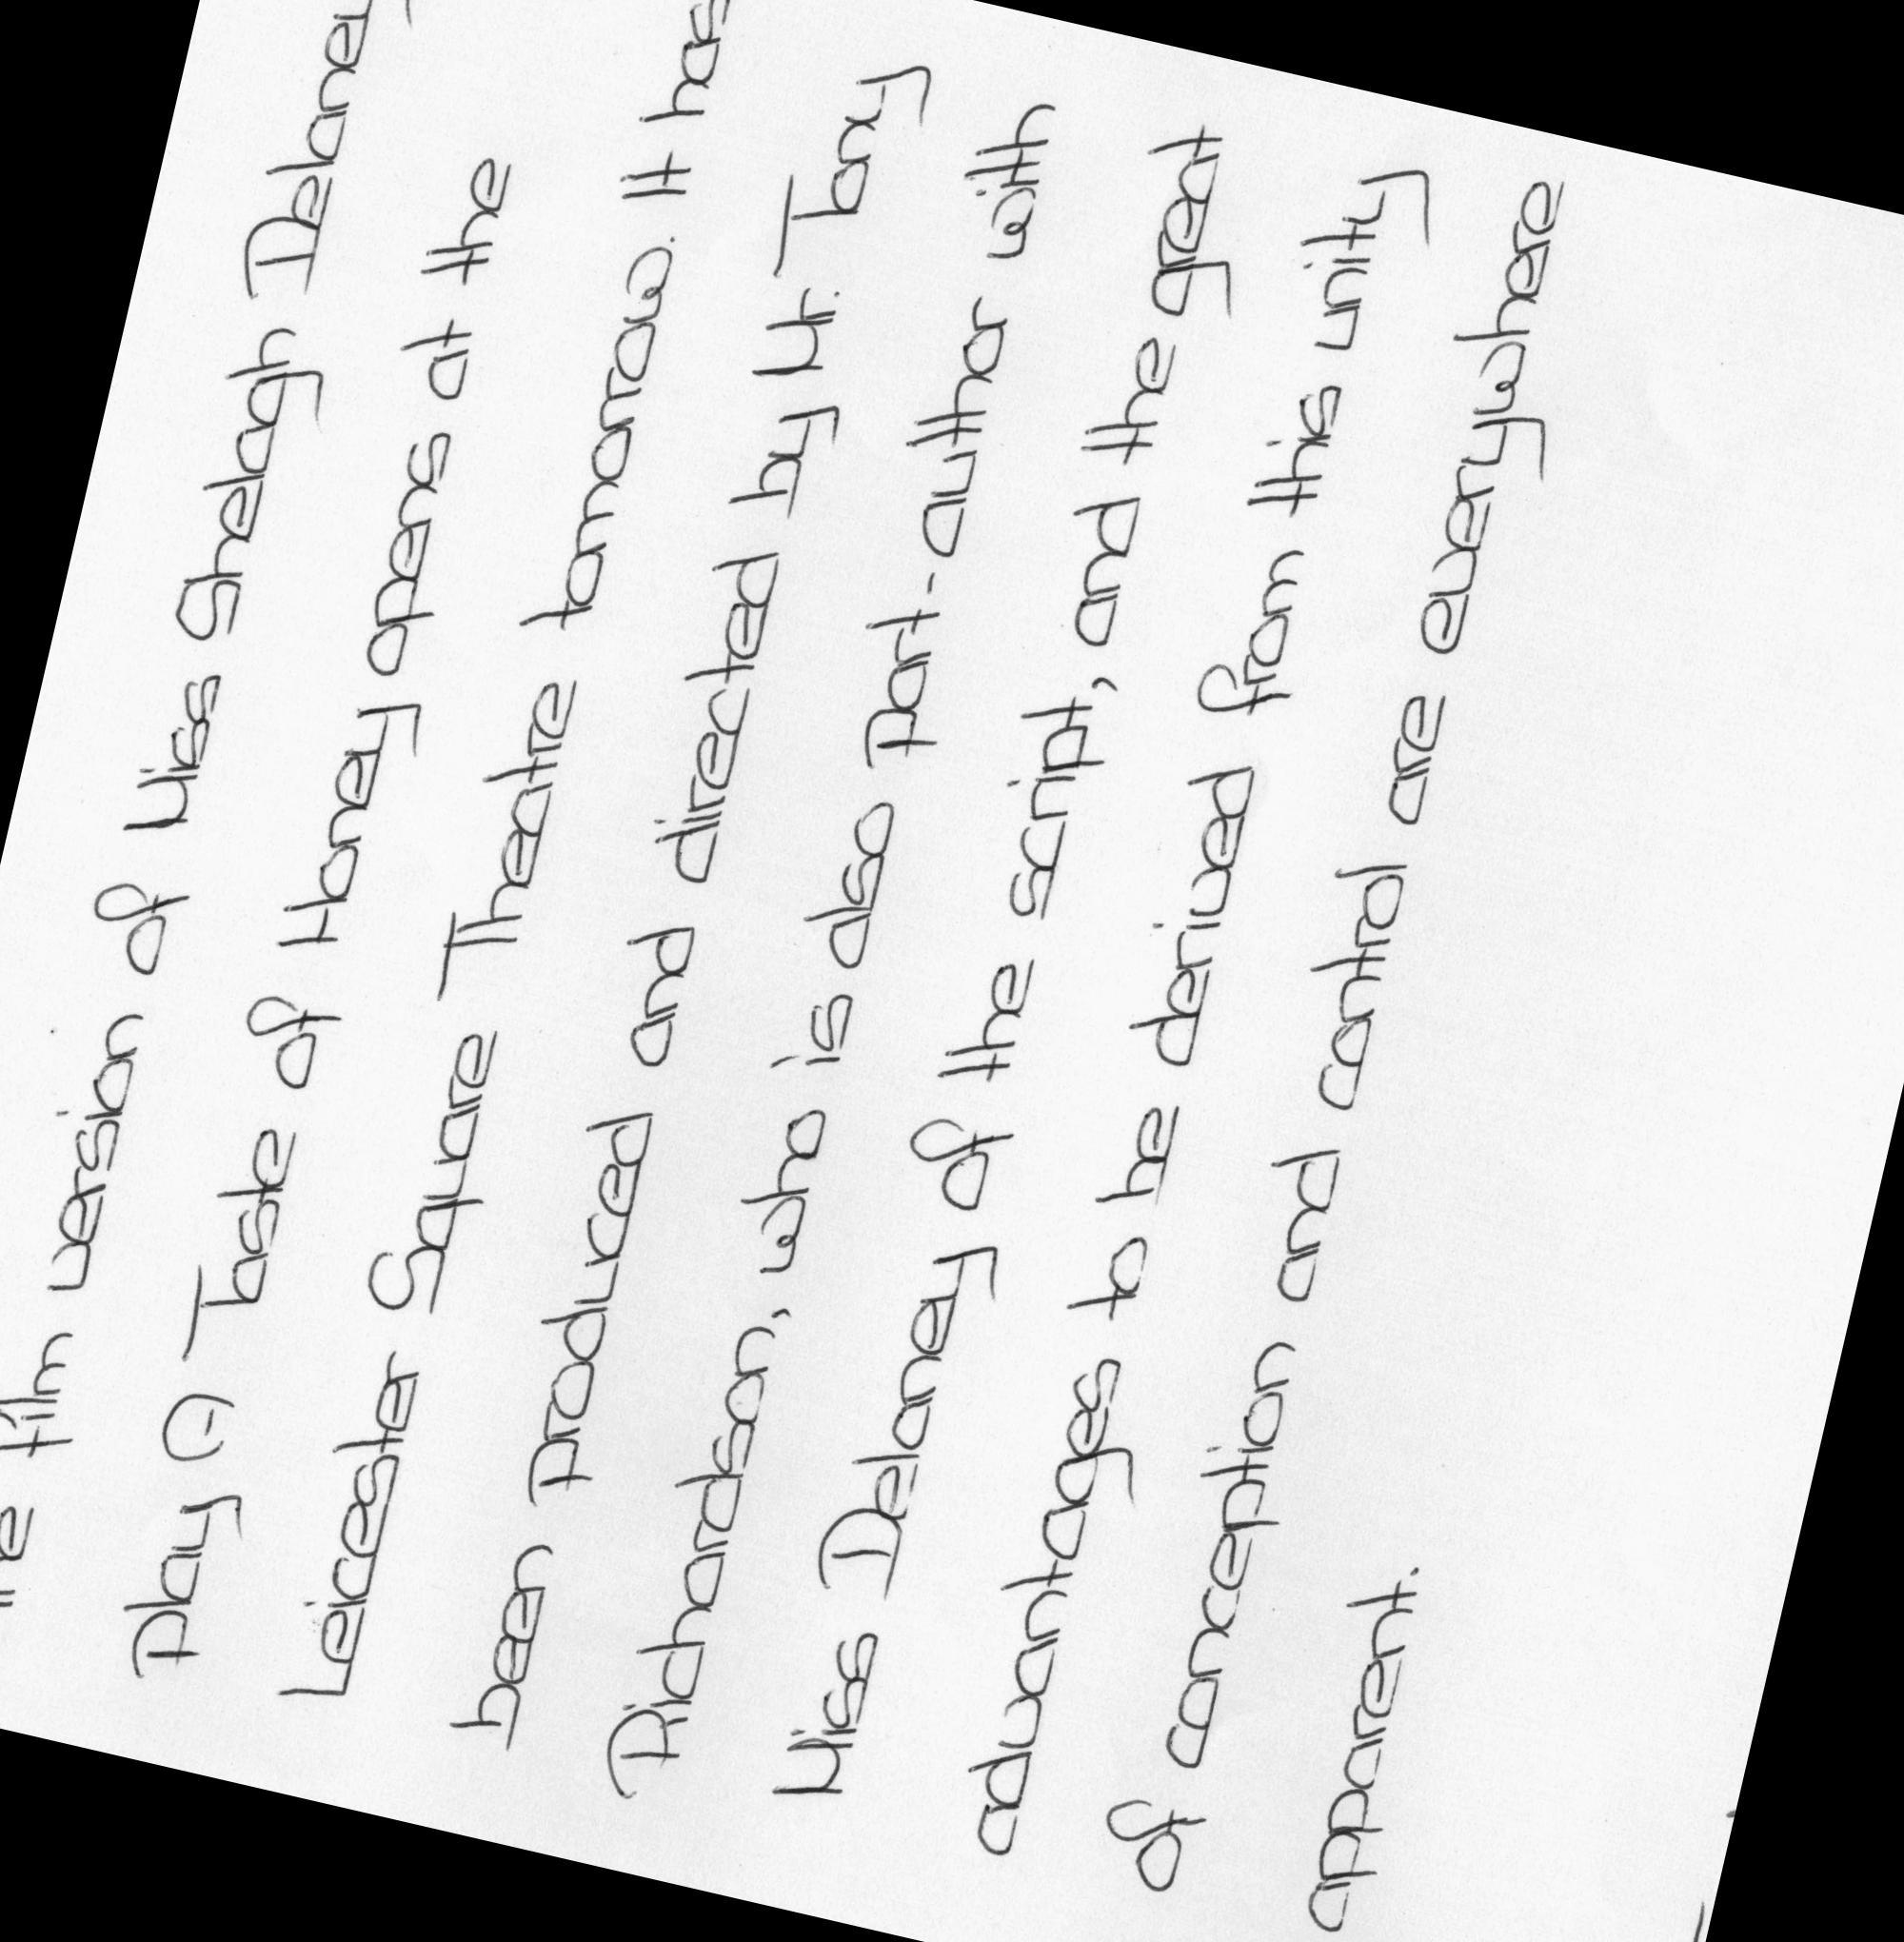 The film version of Miss Shelagh Delaney's
play A Taste of Honey opens at the
Leicester Square Theatre tomorrow. It has
been produced and directed by Mr. Tony
Richardson, who is also part-author with
Miss Delaney of the script, and the great
advantages to be derived from this unity
of conception and control are everywhere
apparent.